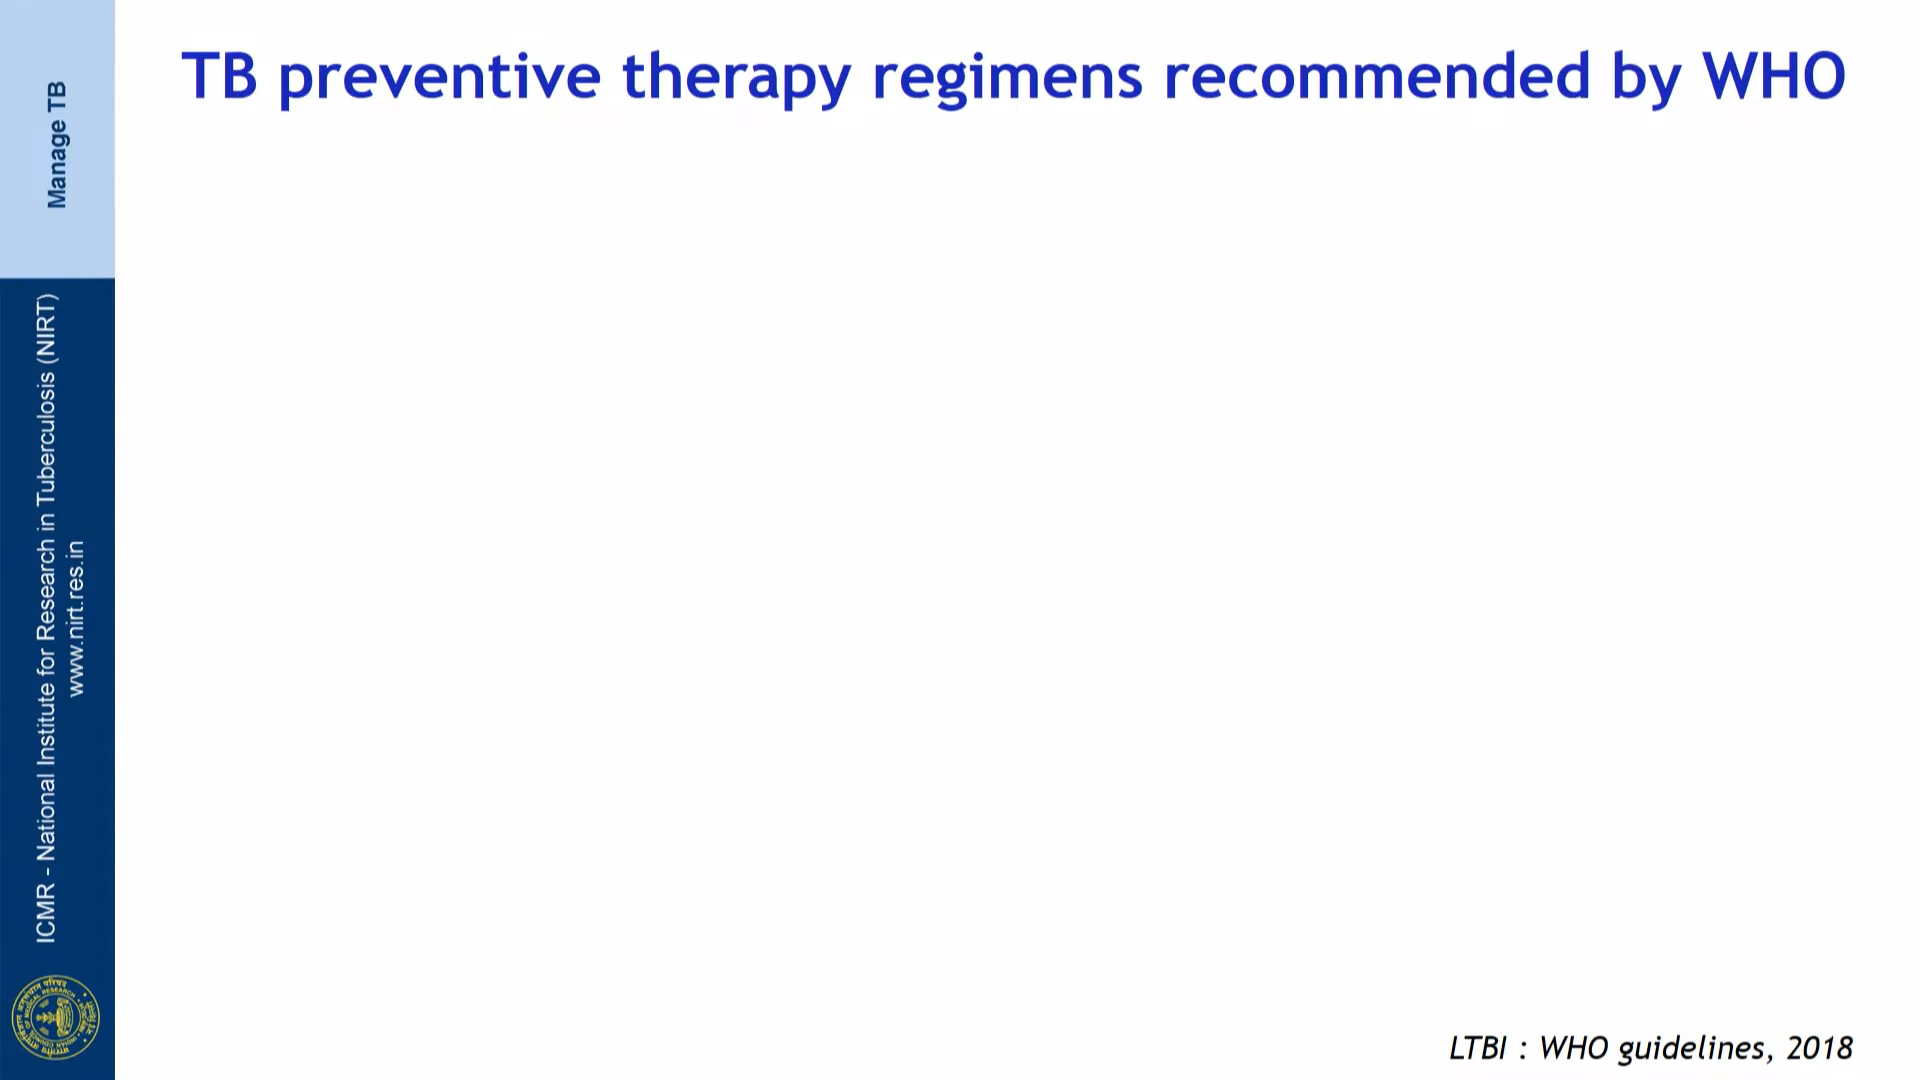 TB preventive therapy regimens recommended by WHO
Manage TB
ICMR - National Institute for Research in Tuberculosis (NIRT)
www.nirt.res.in
LTBI : WHO guidelines, 2018